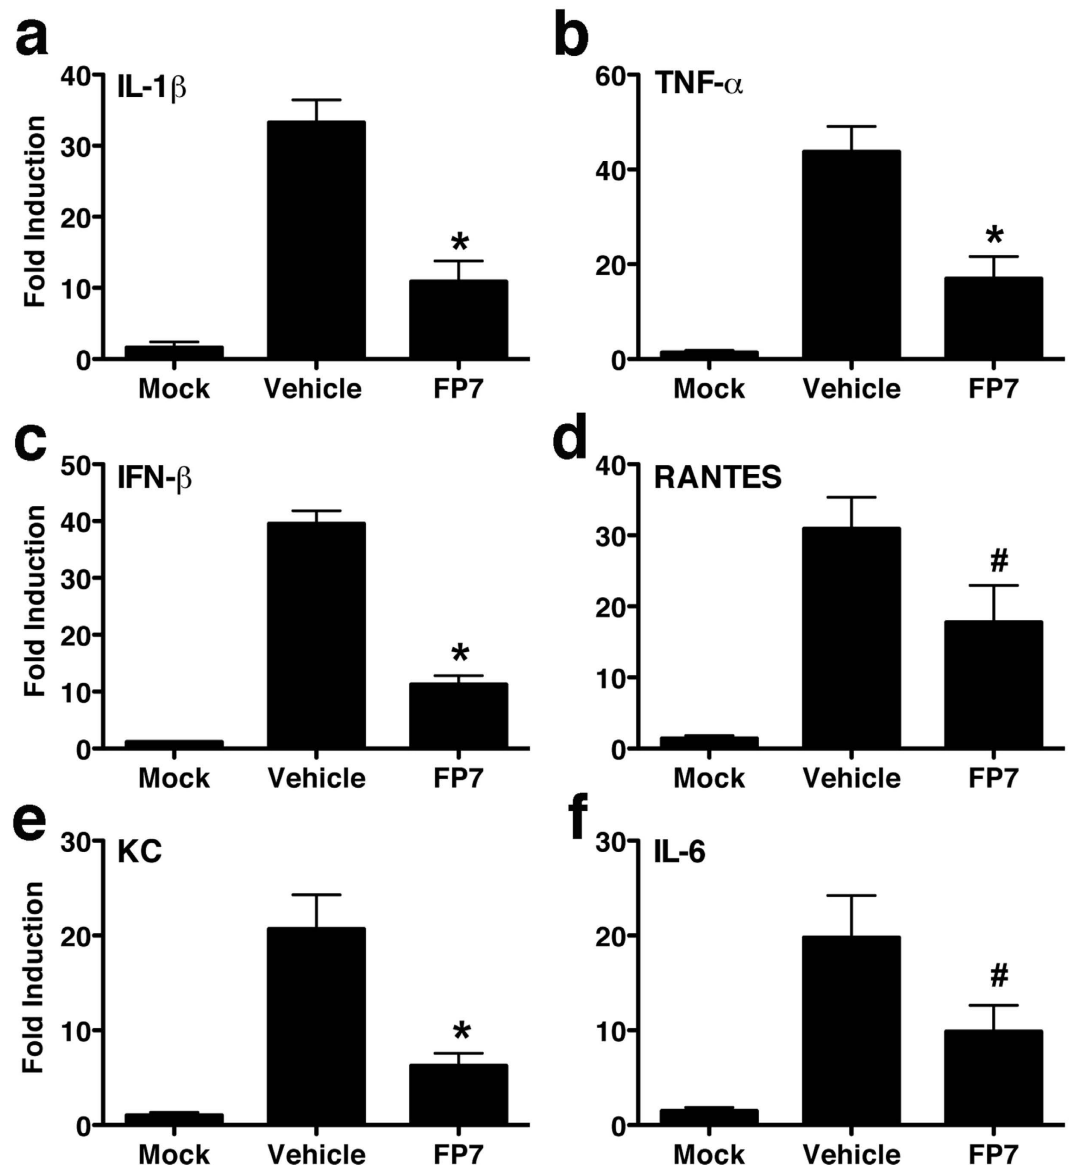 a
b
IL-1β
TNF-α
Fold Induction
40
30
20
10
0
60
40
20
0
*
*
Mock Vehicle FP7
Mock Vehicle FP7
c
d
IFN-β
RANTES
Fold Induction
50
40
30
20
10
0
40
30
20
10
0
*
#
Mock Vehicle FP7
Mock Vehicle FP7
e
f
KC
IL-6
Fold Induction
30
20
10
0
30
20
10
0
*
#
Mock Vehicle FP7
Mock Vehicle FP7